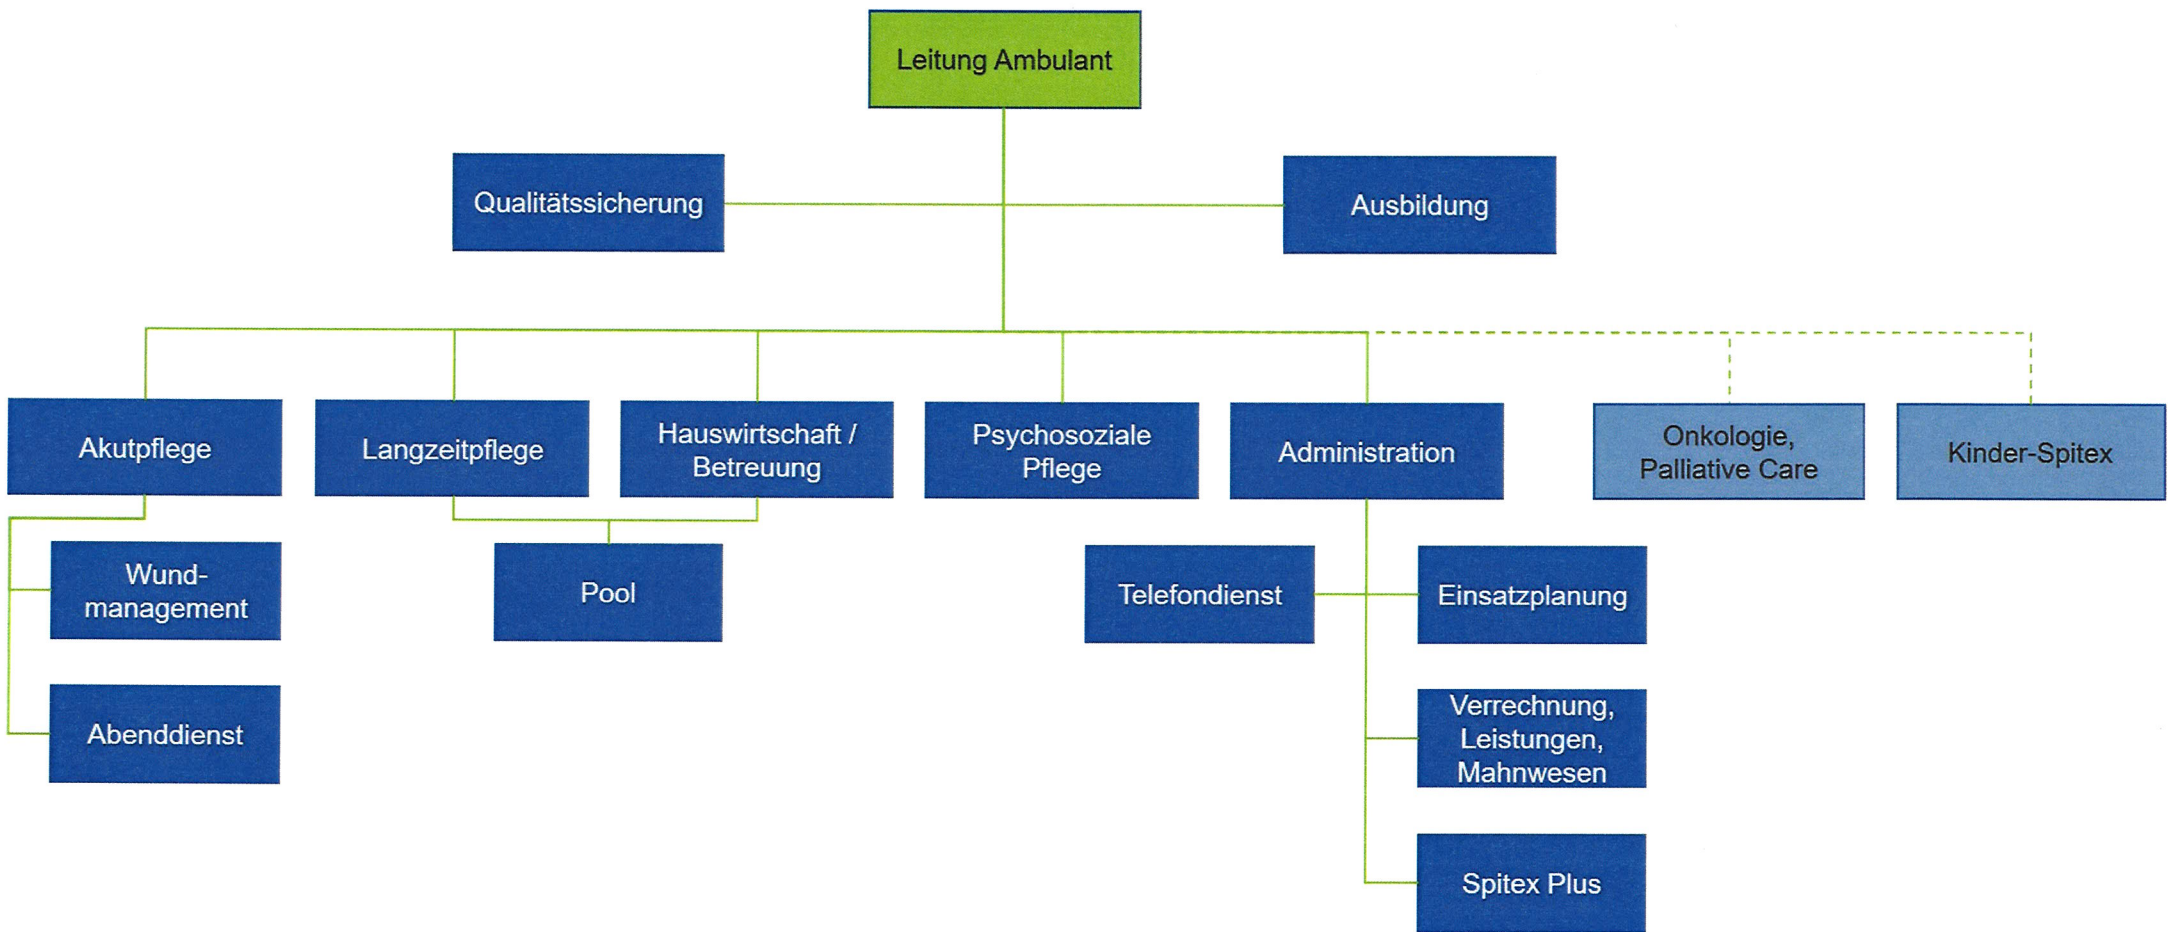 Leitung Ambulant
Qualitätssicherung
Ausbildung
Akutpflege
Langzeitpflege
Hauswirtschaft /
Betreuung
Psychosoziale
Pflege
Administration
Onkologie,
Palliative Care
Kinder-Spitex
Wund-
management
Pool
Telefondienst
Einsatzplanung
Abenddienst
Verrechnung,
Leistungen,
Mahnwesen
Spitex Plus